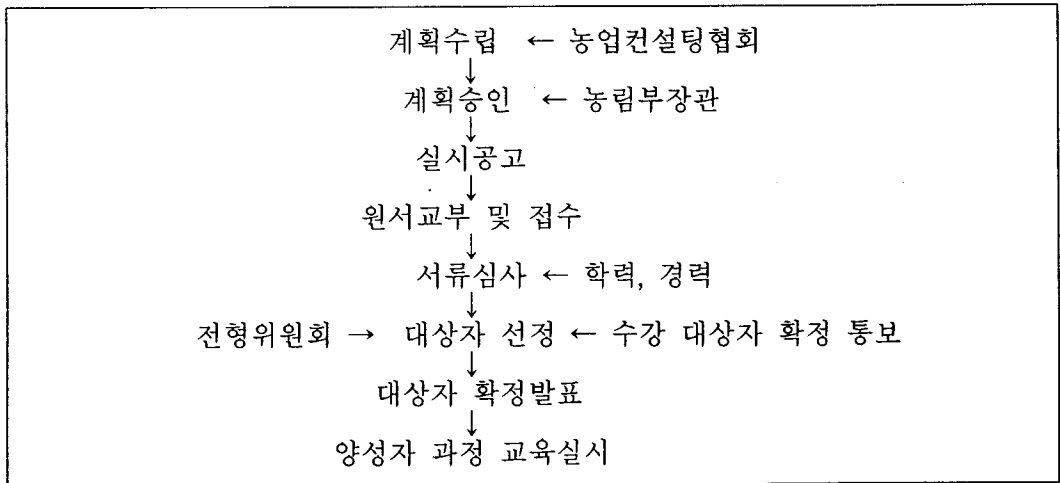 계획수립 ← 농업컨설팅협회
↓
계획승인 ← 농림부장관
↓
실시공고
↓
원서교부 및 접수
↓
서류심사 ← 학력, 경력
↓
전형위원회 → 대상자 선정 ← 수강 대상자 확정 통보
↓
대상자 확정발표
↓
양성자 과정 교육실시